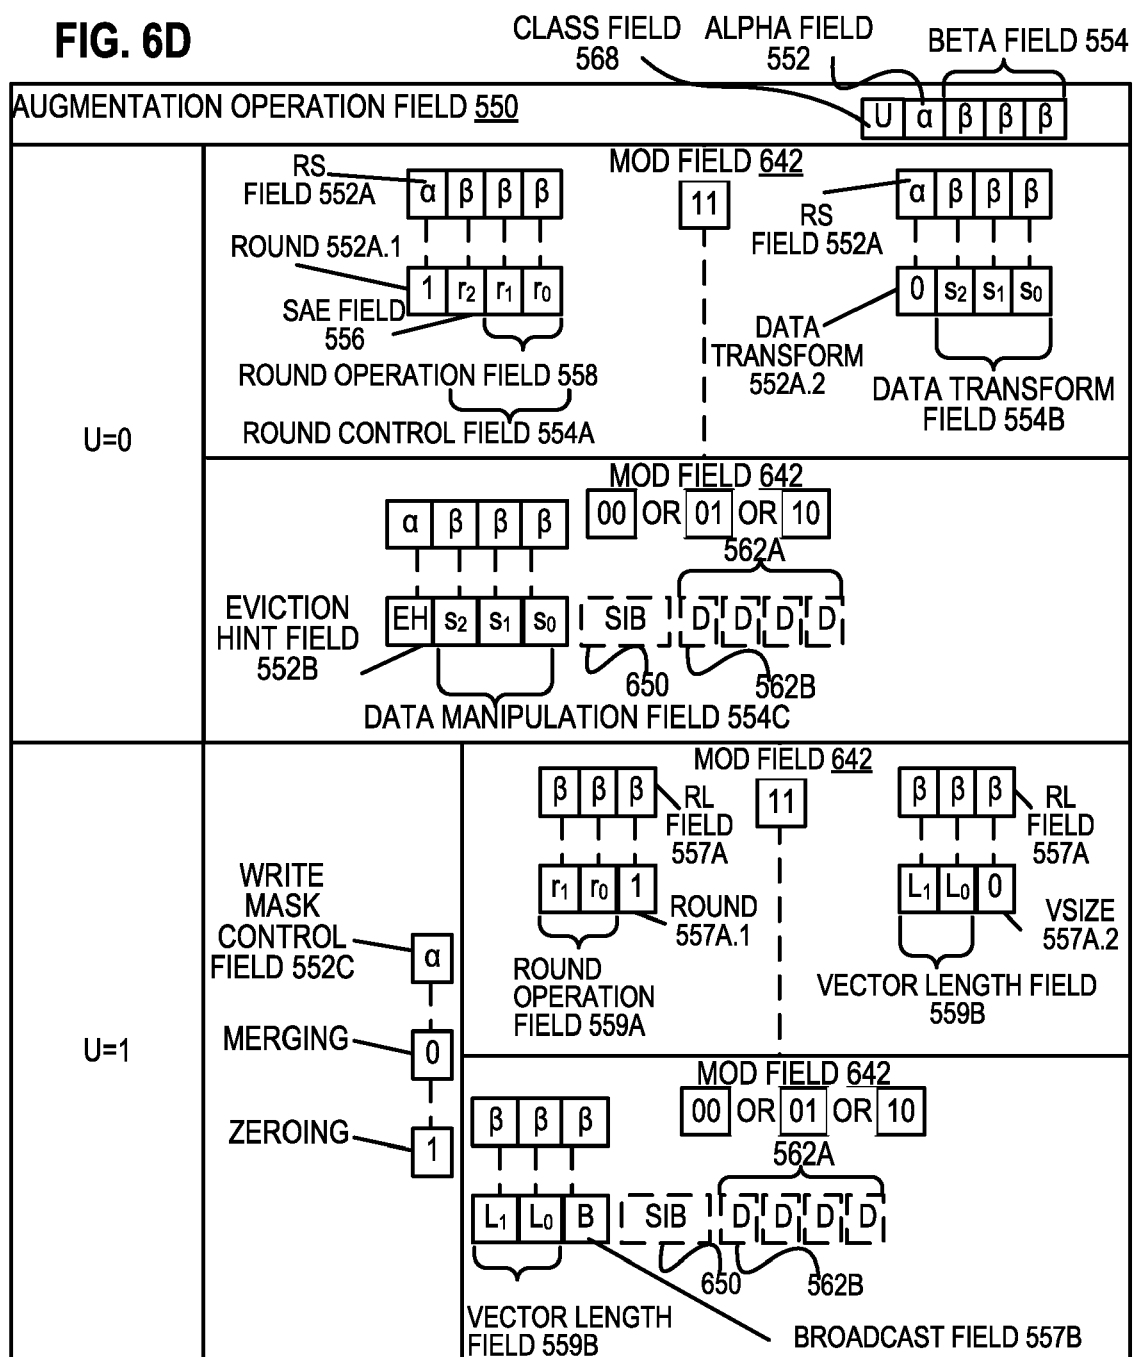 FIG. 6D
CLASS FIELD
568
ALPHA FIELD
552
BETA FIELD 554
AUGMENTATION OPERATION FIELD 550
U α β β β
U=0
RS
FIELD 552A
α β β β
ROUND 552A.1
1 r2 r1 r0
SAE FIELD
556
ROUND OPERATION FIELD 558
ROUND CONTROL FIELD 554A
MOD FIELD 642
11
α β β β
RS
FIELD 552A
0 s2 s1 s0
DATA
TRANSFORM
552A.2
DATA TRANSFORM
FIELD 554B
MOD FIELD 642
00 OR 01 OR 10
α β β β
562A
EVICTION
HINT FIELD
552B
EH s2 s1 s0 SIB D D D D
650
562B
DATA MANIPULATION FIELD 554C
U=1
WRITE
MASK
CONTROL
FIELD 552C
α
MERGING
0
ZEROING
1
MOD FIELD 642
11
β β β
RL
FIELD
557A
r1 r0 1
ROUND
557A.1
ROUND
OPERATION
FIELD 559A
β β β
RL
FIELD
557A
L1 L0 0
VSIZE
557A.2
VECTOR LENGTH FIELD
559B
MOD FIELD 642
00 OR 01 OR 10
β β β
562A
L1 L0 B SIB D D D D
650
562B
VECTOR LENGTH
FIELD 559B
BROADCAST FIELD 557B